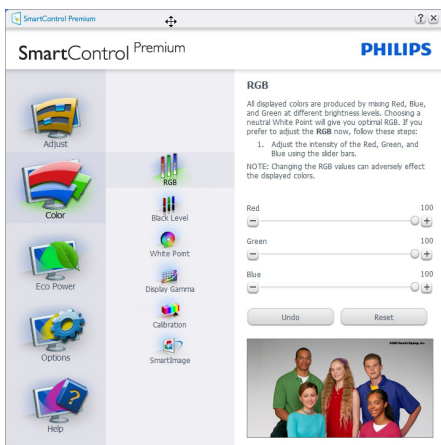 SmartControl Premium
SmartControl Premium
PHILIPS
Adjust
Color
Eco Power
Options
Help
RGB
Black Level
White Point
Display Gamma
Calibration
SmartImage
RGB
All displayed colors are produced by mixing Red, Blue,
and Green at different brightness levels. Choosing a
neutral White Point will give you optimal RGB. If you
prefer to adjust the RGB now, follow these steps:
1. Adjust the intensity of the Red, Green, and
Blue using the slider bars.
NOTE: Changing the RGB values can adversely effect
the displayed colors.
Red 100
Green 100
Blue 100
Undo Reset